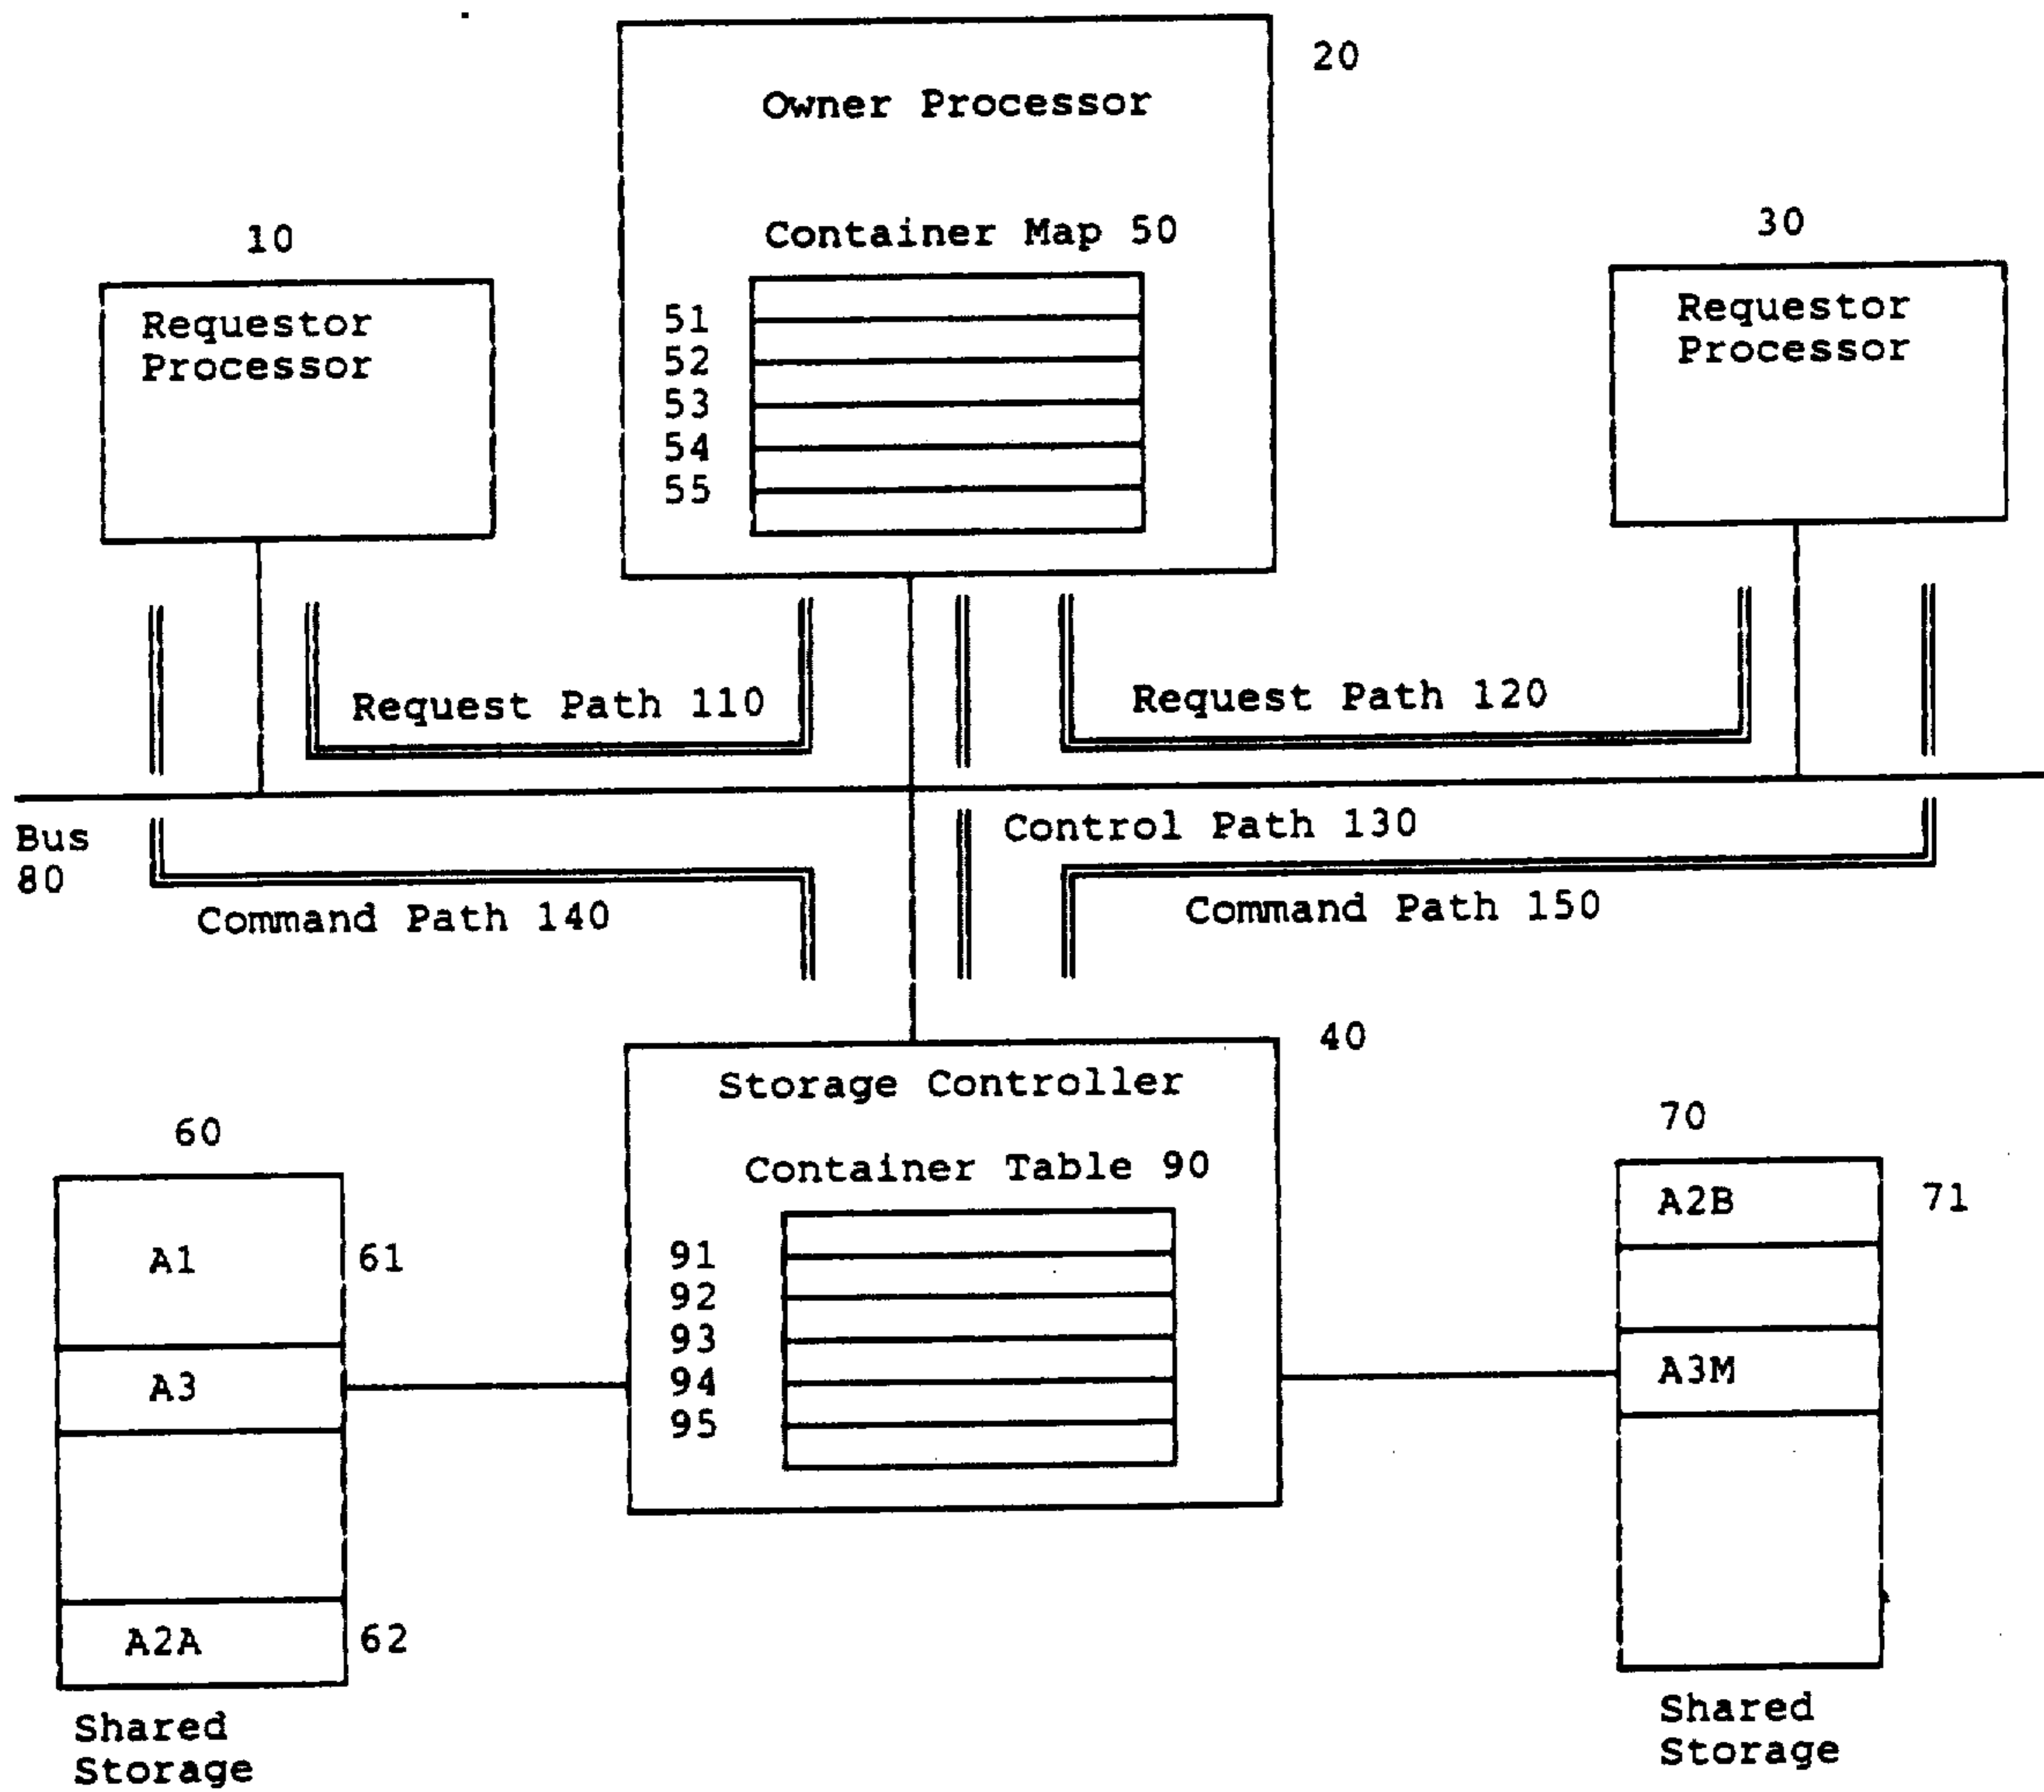 20
Owner Processor
Container Map 50
10
30
Requestor
Processor
51
52
53
54
55
Requestor
Processor
Request Path 110
Request Path 120
Bus
80
Control Path 130
Command Path 140
Command Path 150
40
Storage Controller
Container Table 90
60
70
A1
61
A3
A2A
62
91
92
93
94
95
A2B
71
A3M
Shared
Storage
Shared
Storage